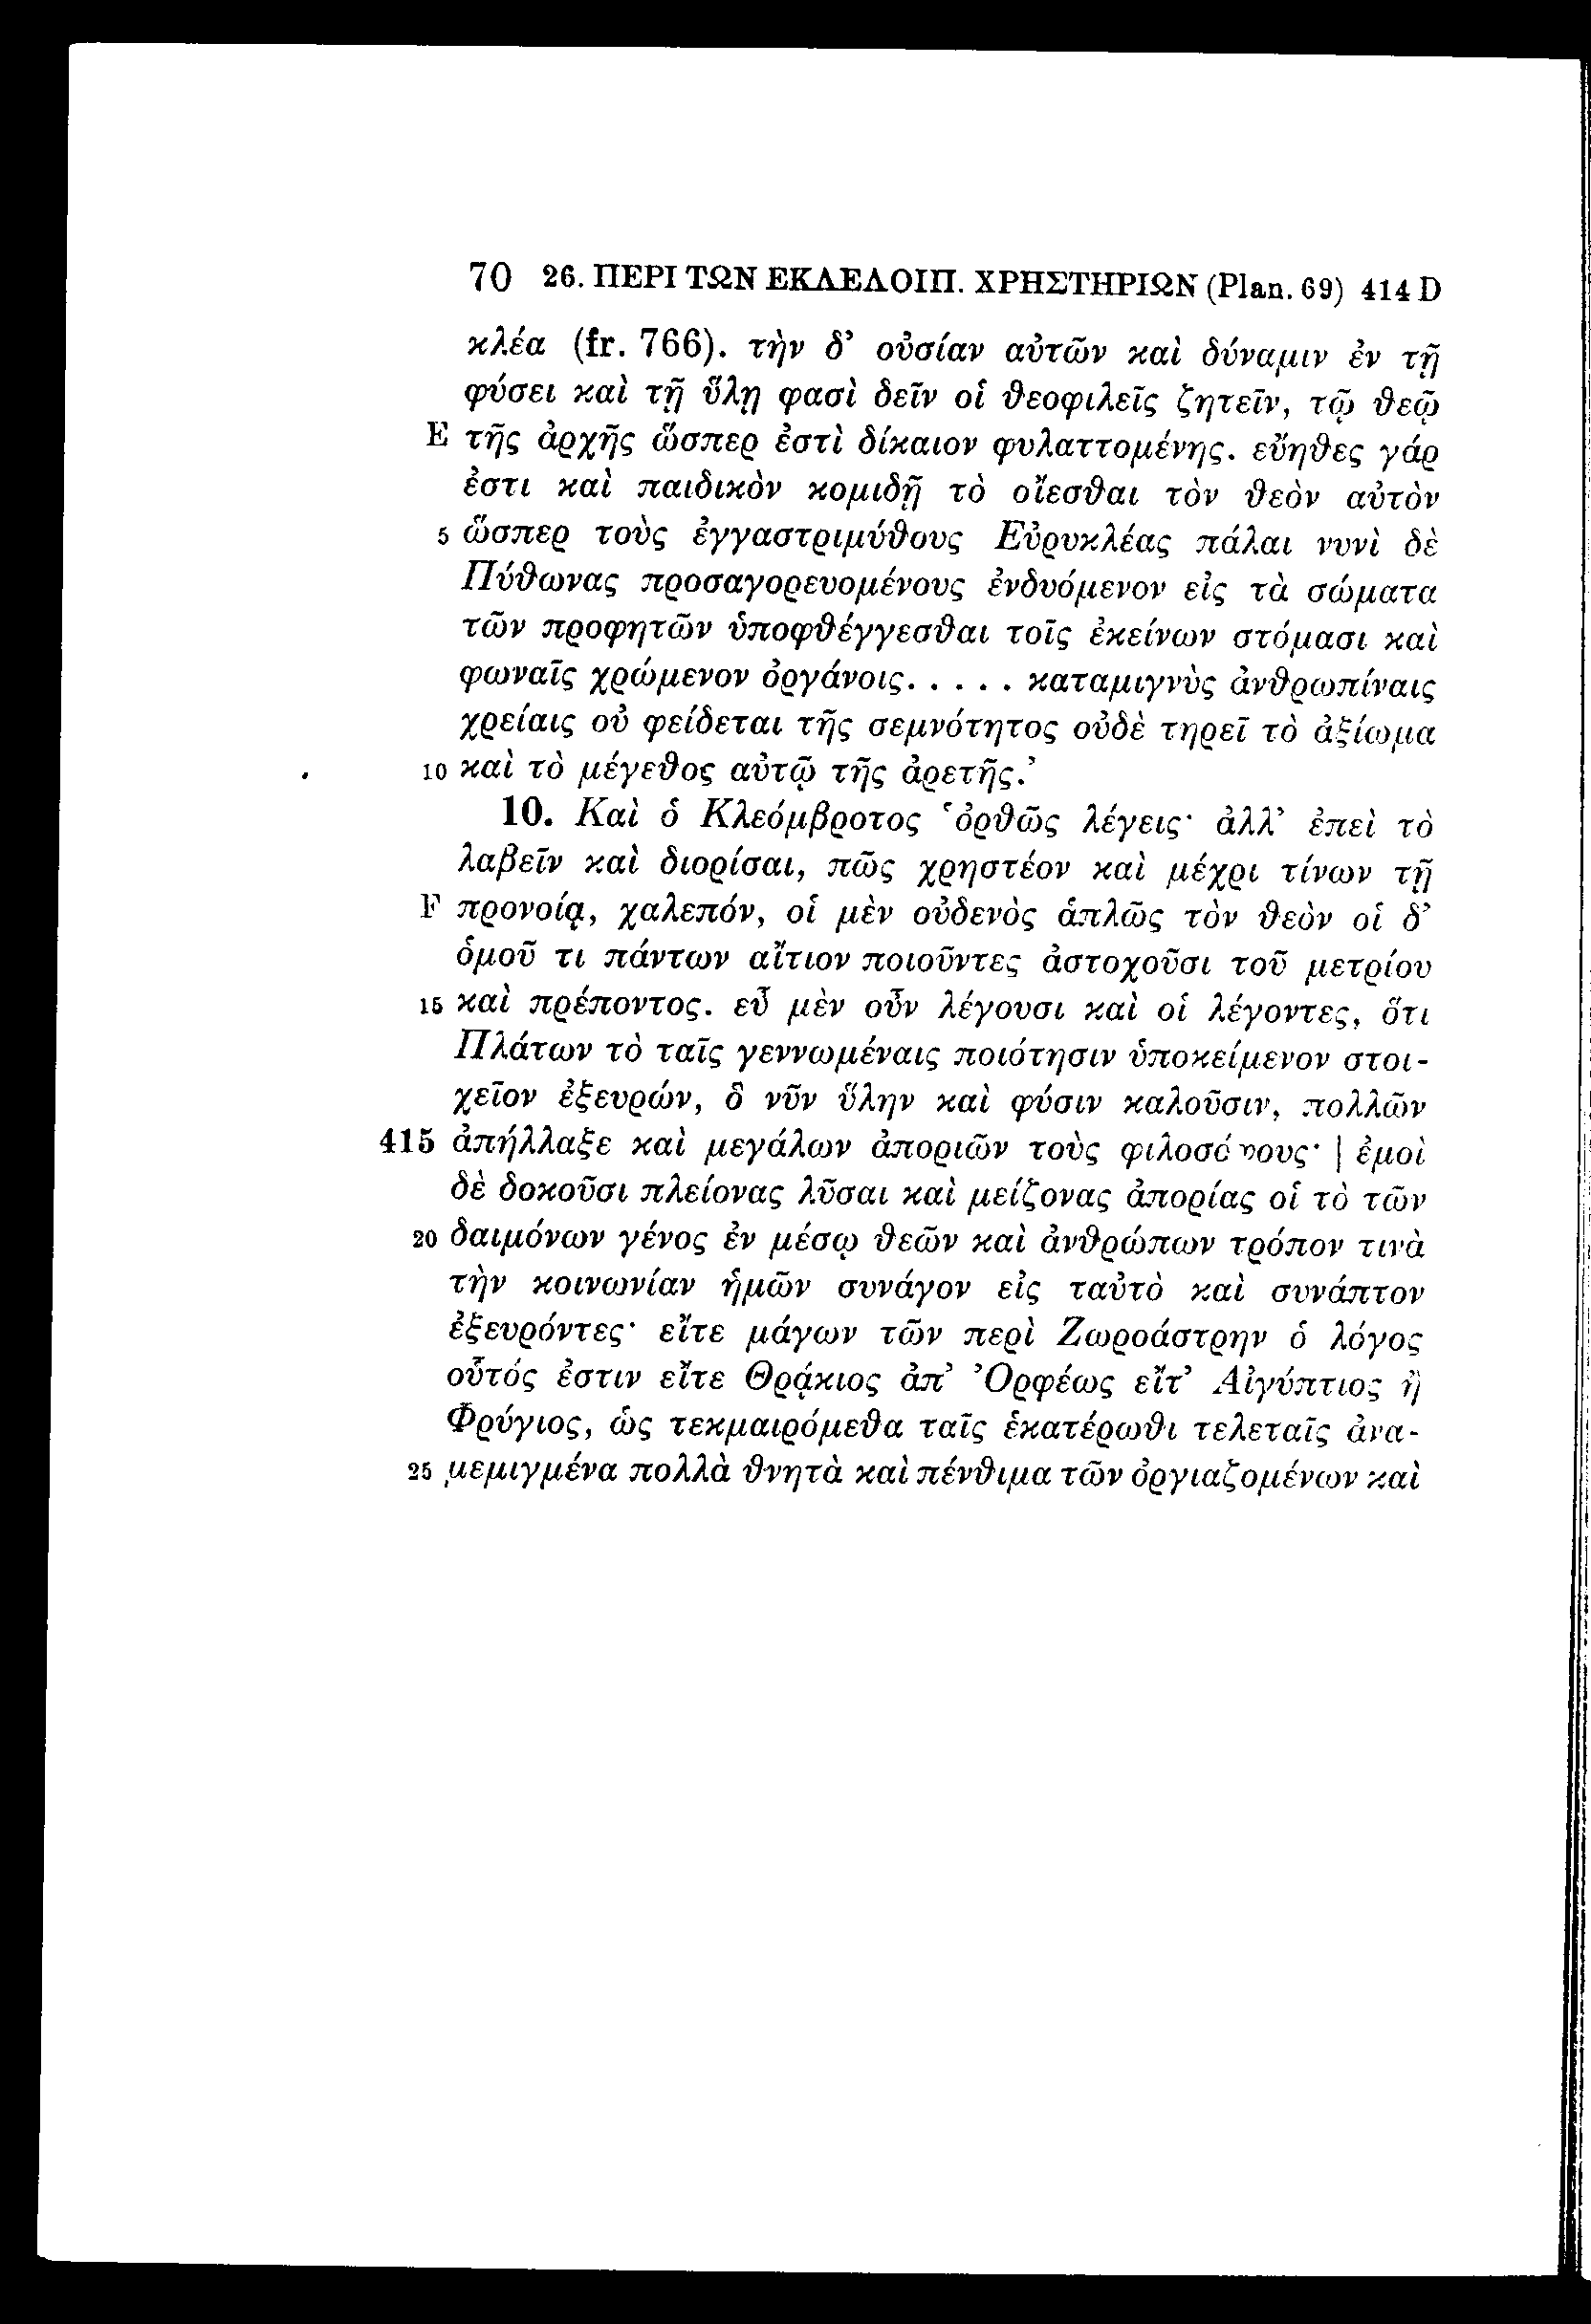 70 26. ΠΕΡΙ ΤΩΝ ΕΚΛΕΛΟΙΠ. ΧΡΗΣΤΗΡΙΩΝ (Plan. 69) 414 D
κλέα (fr. 766). τὴν δ’ οὐσίαν αὐτῶν καὶ δύναμιν ἐν τῇ
φύσει καὶ τῇ ὕλῃ φασὶ δεῖν οἱ θεοφιλεῖς ζητεῖν, τῷ θεῷ
E τῆς ἀρχῆς ὥσπερ ἐστὶ δίκαιον φυλαττομένης. εὔηθες γάρ
ἐστι καὶ παιδικὸν κομιδῇ τὸ οἴεσθαι τὸν θεὸν αὐτὸν
5 ὥσπερ τοὺς ἐγγαστριμύθους Εὐρυκλέας πάλαι νυνὶ δὲ
Πύθωνας προσαγορευομένους ἐνδυόμενον εἰς τὰ σώματα
τῶν προφητῶν ὑποφθέγγεσθαι τοῖς ἐκείνων στόμασι καὶ
φωναῖς χρώμενον ὀργάνοις. . . . . καταμιγνὺς ἀνθρωπίναις
χρείαις οὐ φείδεται τῆς σεμνότητος οὐδὲ τηρεῖ τὸ ἀξίωμα
10 καὶ τὸ μέγεθος αὐτῷ τῆς ἀρετῆς.’
10. Καὶ ὁ Κλεόμβροτος ‘ὀρθῶς λέγεις· ἀλλ’ ἐπεὶ τὸ
λαβεῖν καὶ διορίσαι, πῶς χρηστέον καὶ μέχρι τίνων τῇ
F προνοίᾳ, χαλεπόν, οἱ μὲν οὐδενὸς ἁπλῶς τὸν θεὸν οἱ δ’
ὁμοῦ τι πάντων αἴτιον ποιοῦντες ἀστοχοῦσι τοῦ μετρίου
15 καὶ πρέποντος. εὖ μὲν οὖν λέγουσι καὶ οἱ λέγοντες, ὅτι
Πλάτων τὸ ταῖς γεννωμέναις ποιότησιν ὑποκείμενον στοι-
χεῖον ἐξευρών, ὃ νῦν ὕλην καὶ φύσιν καλοῦσιν, πολλῶν
415 ἀπήλλαξε καὶ μεγάλων ἀποριῶν τοὺς φιλοσόφους· | ἐμοὶ
δὲ δοκοῦσι πλείονας λῦσαι καὶ μείζονας ἀπορίας οἱ τὸ τῶν
20 δαιμόνων γένος ἐν μέσῳ θεῶν καὶ ἀνθρώπων τρόπον τινὰ
τὴν κοινωνίαν ἡμῶν συνάγον εἰς ταὐτὸ καὶ συνάπτον
ἐξευρόντες· εἴτε μάγων τῶν περὶ Ζωροάστρην ὁ λόγος
οὗτός ἐστιν εἴτε Θρᾴκιος ἀπ’ Ὀρφέως εἴτ’ Αἰγύπτιος ἢ
Φρύγιος, ὡς τεκμαιρόμεθα ταῖς ἑκατέρωθι τελεταῖς ἀνα-
25 μεμιγμένα πολλὰ θνητὰ καὶ πένθιμα τῶν ὀργιαζομένων καὶ